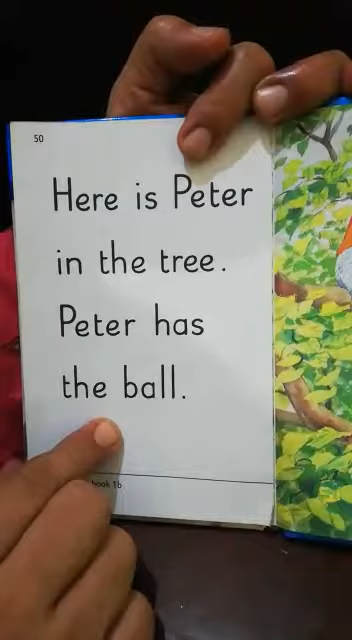 50
Here is Peter
in the tree.
Peter has
the ball.
book 1b